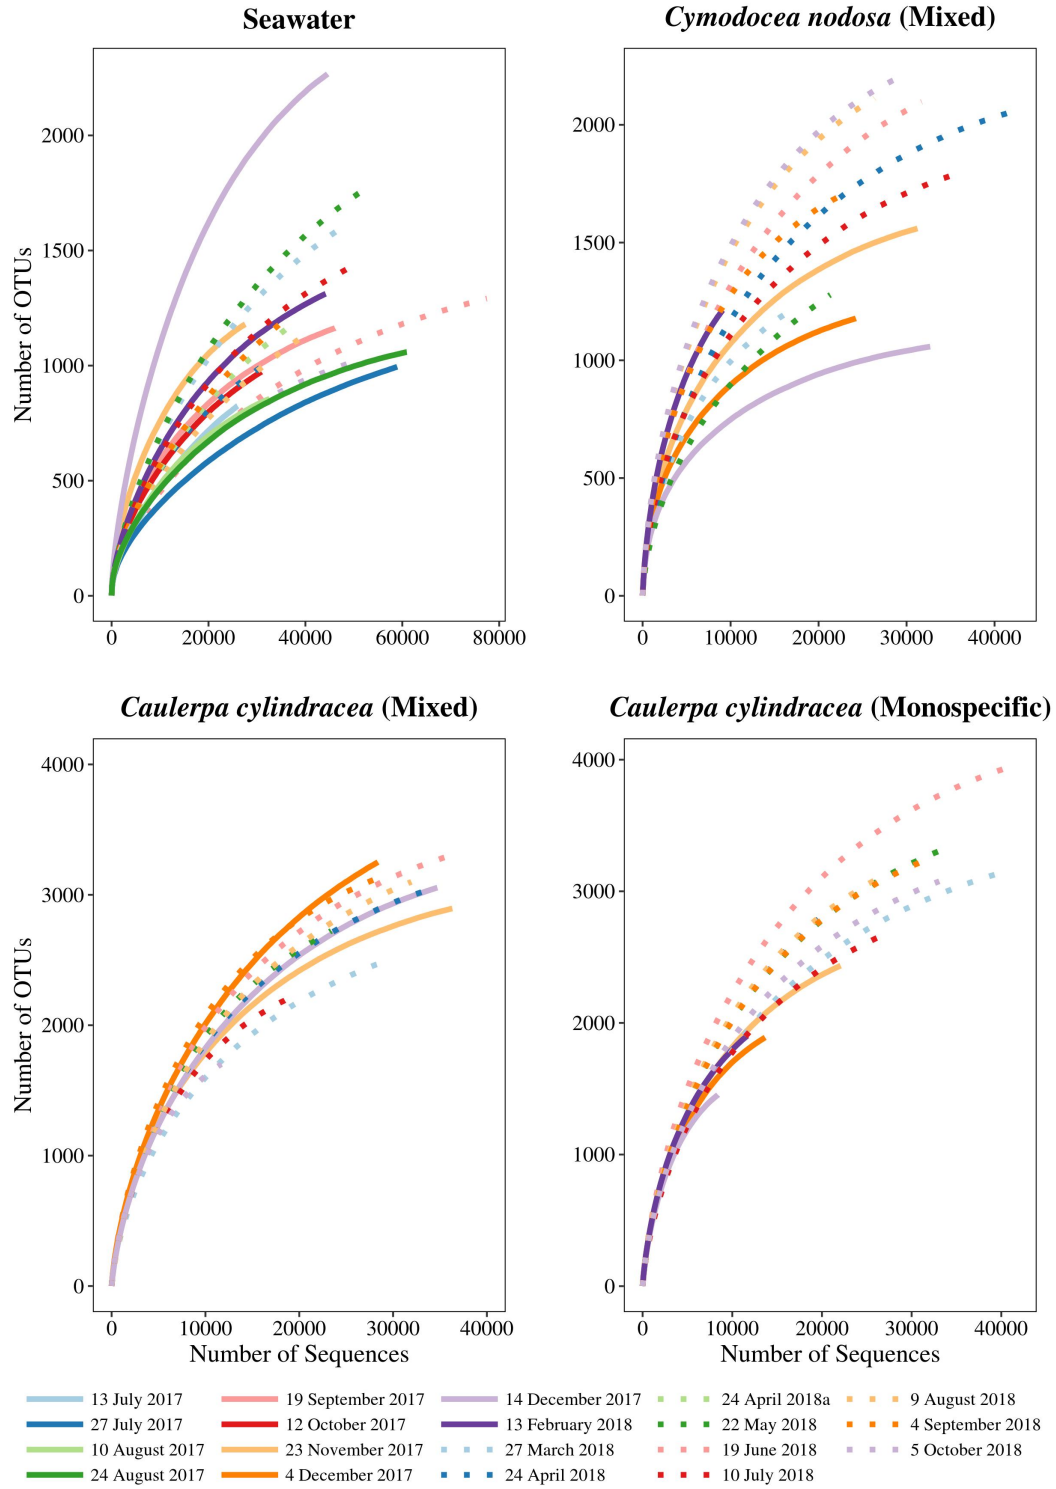 Seawater
Cymodocea nodosa (Mixed)
Number of OTUs
2000
1500
1000
500
0
0 20000 40000 60000 80000
2000
1500
1000
500
0
0 10000 20000 30000 40000
Caulerpa cylindracea (Mixed)
Caulerpa cylindracea (Monospecific)
Number of OTUs
4000
3000
2000
1000
0
0 10000 20000 30000 40000
Number of Sequences
4000
3000
2000
1000
0
0 10000 20000 30000 40000
Number of Sequences
13 July 2017
27 July 2017
10 August 2017
24 August 2017
19 September 2017
12 October 2017
23 November 2017
4 December 2017
14 December 2017
13 February 2018
27 March 2018
24 April 2018
24 April 2018a
22 May 2018
19 June 2018
10 July 2018
9 August 2018
4 September 2018
5 October 2018